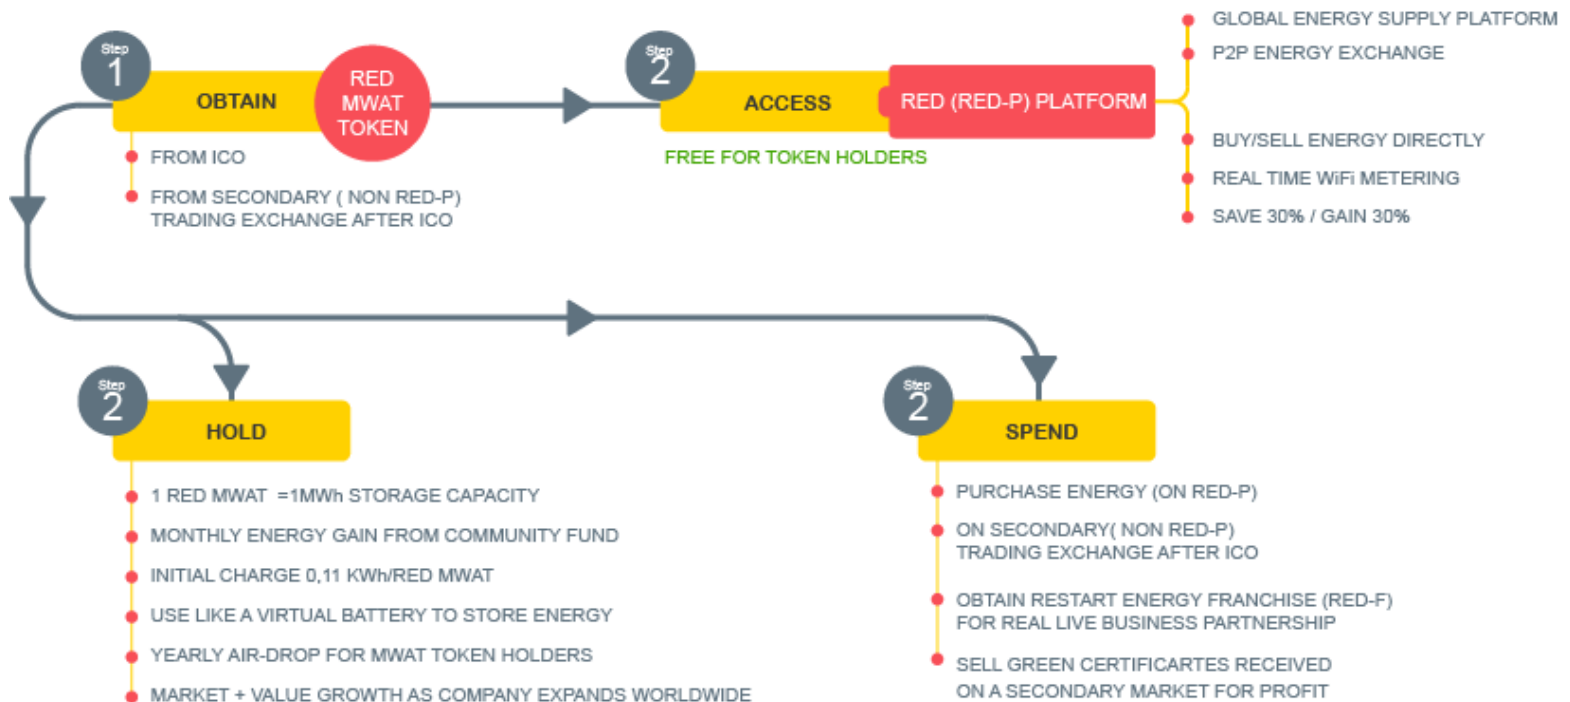 Step
1
OBTAIN
RED
MWAT
TOKEN
FROM ICO
FROM SECONDARY ( NON RED-P)
TRADING EXCHANGE AFTER ICO
Step
2
ACCESS
RED (RED-P) PLATFORM
FREE FOR TOKEN HOLDERS
GLOBAL ENERGY SUPPLY PLATFORM
P2P ENERGY EXCHANGE
BUY/SELL ENERGY DIRECTLY
REAL TIME WiFi METERING
SAVE 30% / GAIN 30%
Step
2
HOLD
1 RED MWAT =1MWh STORAGE CAPACITY
MONTHLY ENERGY GAIN FROM COMMUNITY FUND
INITIAL CHARGE 0,11 KWh/RED MWAT
USE LIKE A VIRTUAL BATTERY TO STORE ENERGY
YEARLY AIR-DROP FOR MWAT TOKEN HOLDERS
MARKET + VALUE GROWTH AS COMPANY EXPANDS WORLDWIDE
Step
2
SPEND
PURCHASE ENERGY (ON RED-P)
ON SECONDARY( NON RED-P)
TRADING EXCHANGE AFTER ICO
OBTAIN RESTART ENERGY FRANCHISE (RED-F)
FOR REAL LIVE BUSINESS PARTNERSHIP
SELL GREEN CERTIFICARTES RECEIVED
ON A SECONDARY MARKET FOR PROFIT